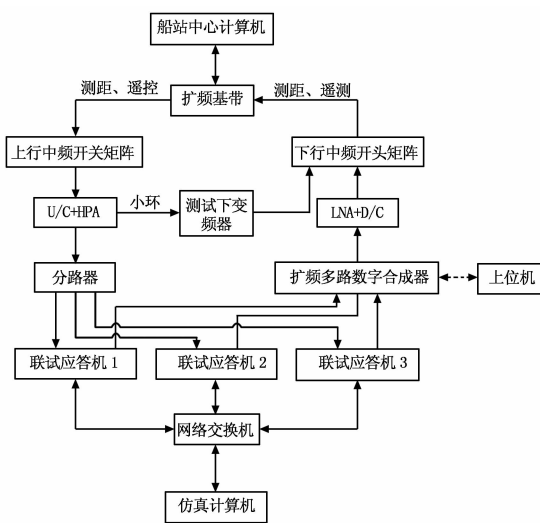 船站中心计算机
测距、遥控
扩频基带
测距、遥测
上行中频开关矩阵
下行中频开头矩阵
U/C+HPA
小环
测试下变
频器
LNA+D/C
分路器
扩频多路数字合成器
上位机
联试应答机 1
联试应答机 2
联试应答机 3
网络交换机
仿真计算机